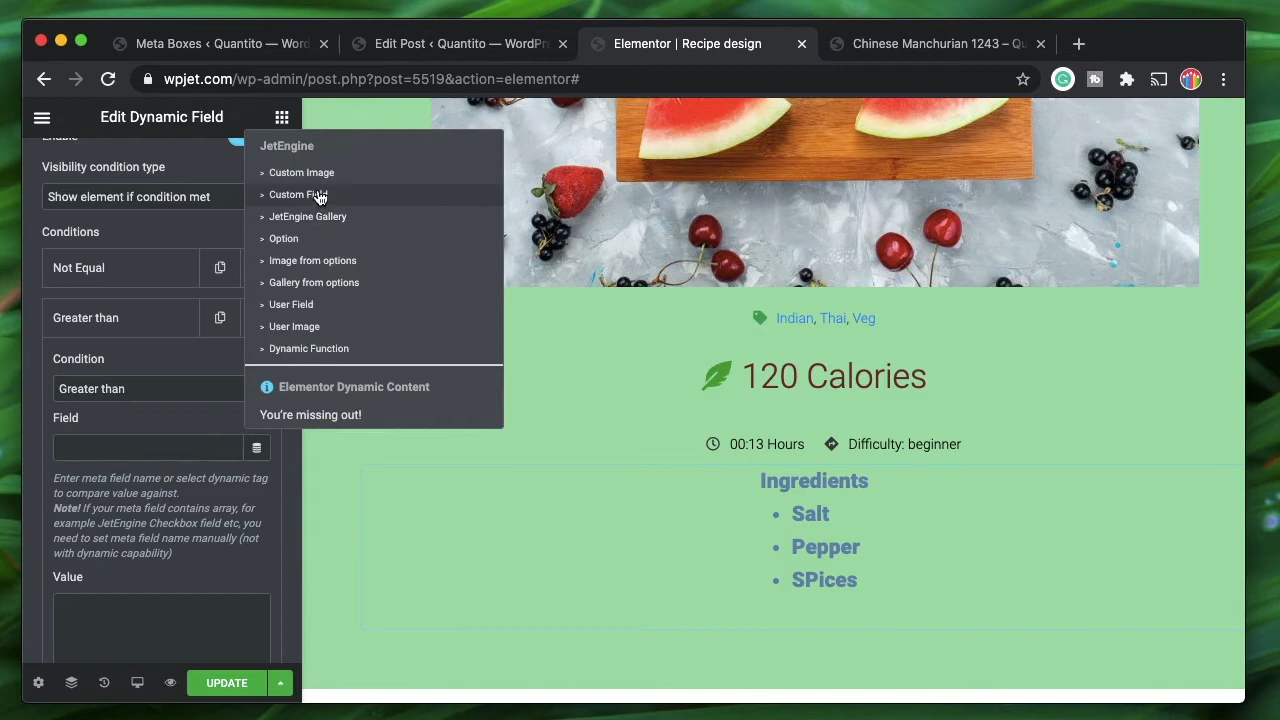 Meta Boxes ‹ Quantito — Word
Edit Post ‹ Quantito — WordPr
Elementor | Recipe design
Chinese Manchurian 1243 – Qu
wpjet.com/wp-admin/post.php?post=5519&action=elementor#
Edit Dynamic Field
Enable
Visibility condition type
Show element if condition met
Conditions
Not Equal
Greater than
Condition
Greater than
Field
Enter meta field name or select dynamic tag
to compare value against.
Note! If your meta field contains array, for
example JetEngine Checkbox field etc, you
need to set meta field name manually (not
with dynamic capability)
Value
UPDATE
JetEngine
> Custom Image
> Custom Field
> JetEngine Gallery
> Option
> Image from options
> Gallery from options
> User Field
> User Image
> Dynamic Function
Elementor Dynamic Content
You're missing out!
Indian, Thai, Veg
120 Calories
00:13 Hours
Difficulty: beginner
Ingredients
• Salt
• Pepper
• SPices